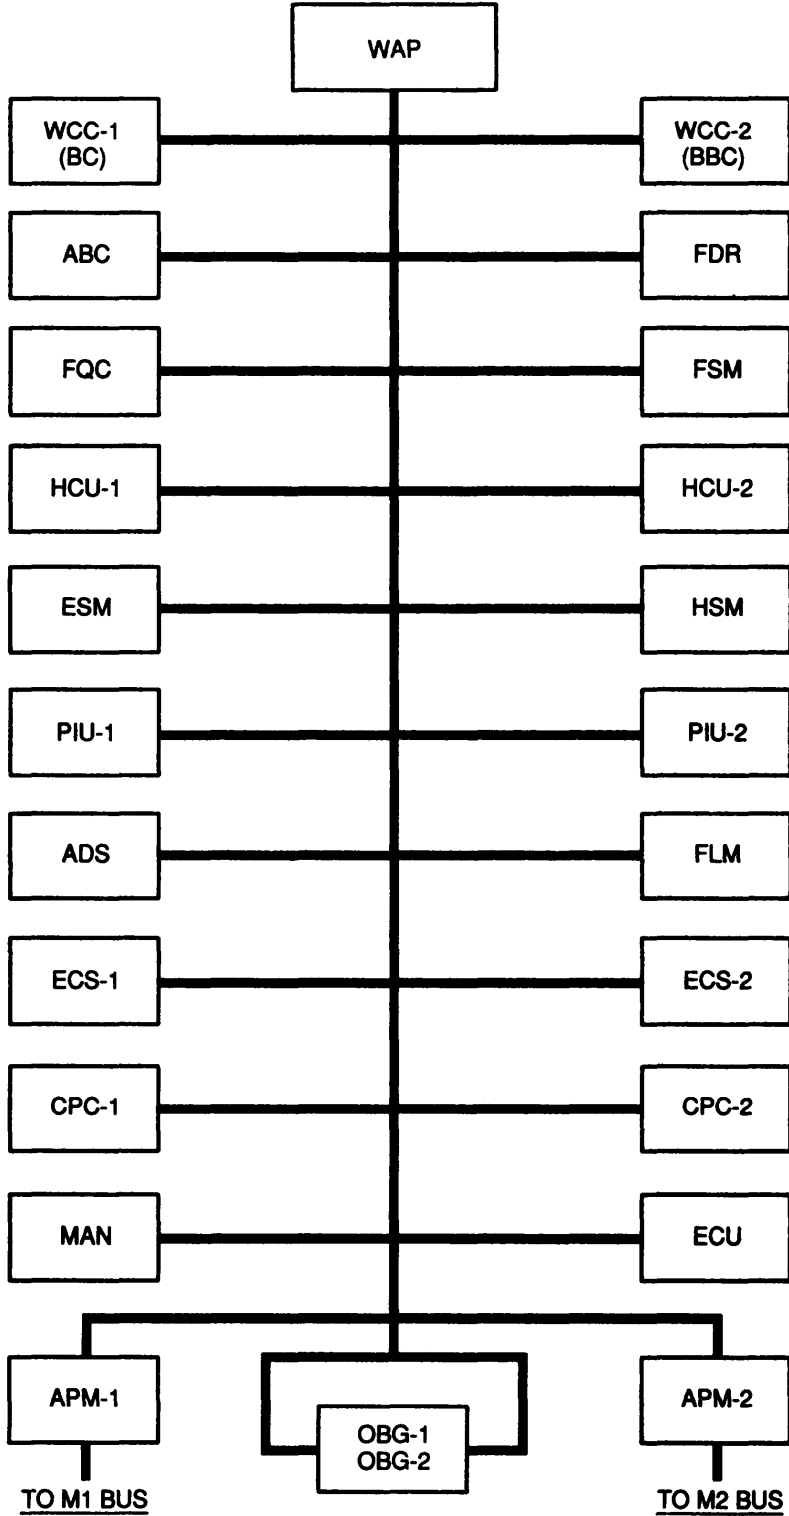 WAP
WCC-1
(BC)
WCC-2
(BBC)
ABC
FDR
FQC
FSM
HCU-1
HCU-2
ESM
HSM
PIU-1
PIU-2
ADS
FLM
ECS-1
ECS-2
CPC-1
CPC-2
MAN
ECU
APM-1
OBG-1
OBG-2
APM-2
TO M1 BUS
TO M2 BUS